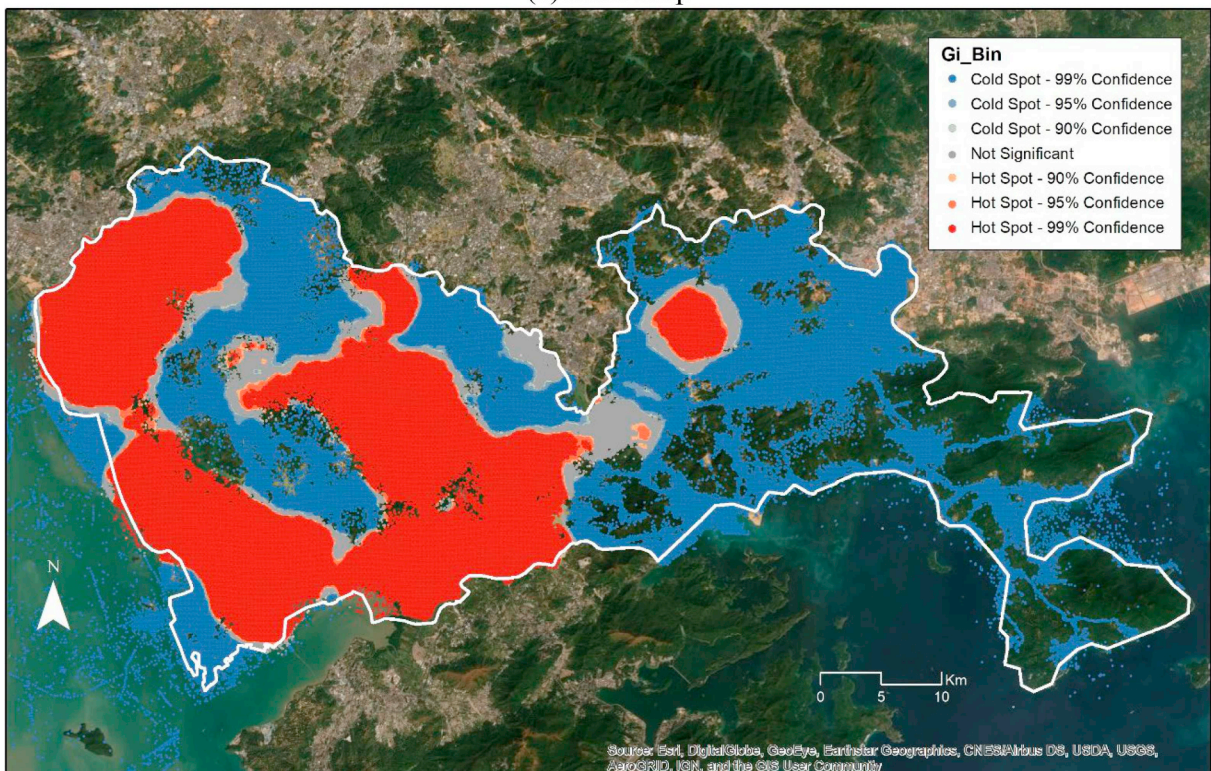 Gi_Bin
Cold Spot - 99% Confidence
Cold Spot - 95% Confidence
Cold Spot - 90% Confidence
Not Significant
Hot Spot - 90% Confidence
Hot Spot - 95% Confidence
Hot Spot - 99% Confidence
N
Km
0 5 10
Source: Esri, DigitalGlobe, GeoEye, Earthstar Geographics, CNES/Airbus DS, USDA, USGS,
AeroGRID, IGN, and the GIS User Community